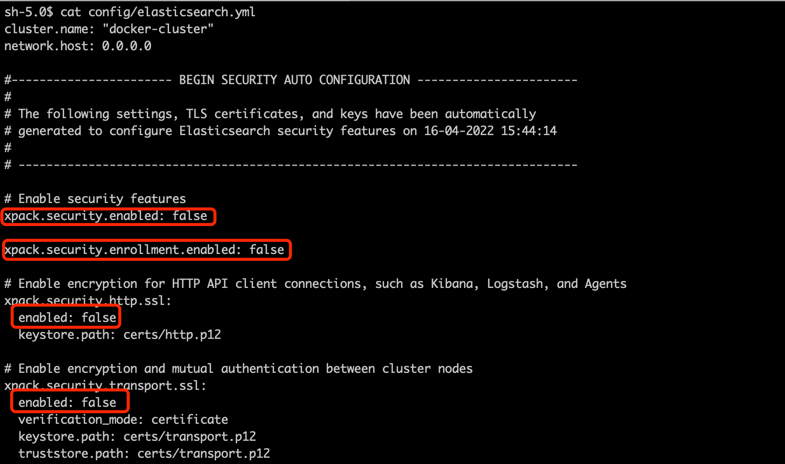 sh-5.0$ cat config/elasticsearch.yml
cluster.name: "docker-cluster"
network.host: 0.0.0.0
#----------------------- BEGIN SECURITY AUTO CONFIGURATION -----------------------
#
# The following settings, TLS certificates, and keys have been automatically
# generated to configure Elasticsearch security features on 16-04-2022 15:44:14
#
# --------------------------------------------------------------------------------
# Enable security features
xpack.security.enabled: false
xpack.security.enrollment.enabled: false
# Enable encryption for HTTP API client connections, such as Kibana, Logstash, and Agents
xpack.security.http.ssl:
  enabled: false
  keystore.path: certs/http.p12
# Enable encryption and mutual authentication between cluster nodes
xpack.security.transport.ssl:
  enabled: false
  verification_mode: certificate
  keystore.path: certs/transport.p12
  truststore.path: certs/transport.p12